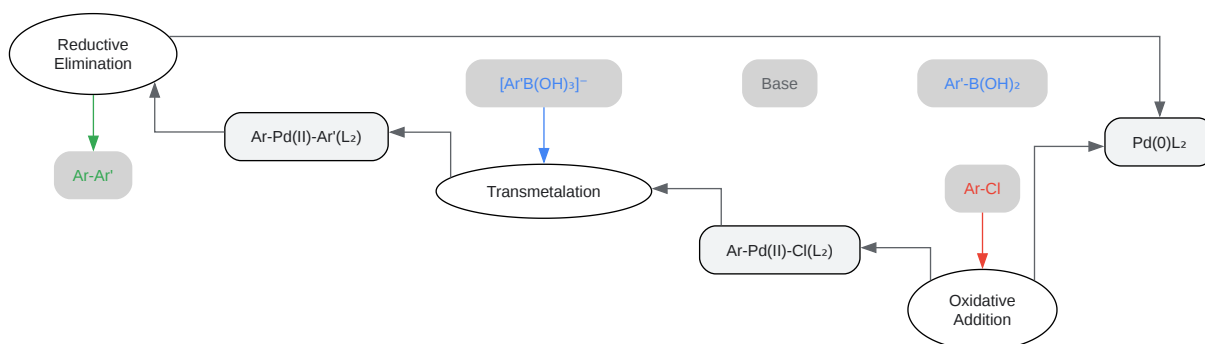 Reductive
Elimination
[Ar'B(OH)₃]⁻
Base
Ar'-B(OH)₂
Ar-Pd(II)-Ar'(L₂)
Pd(0)L₂
Ar-Ar'
Transmetalation
Ar-Cl
Ar-Pd(II)-Cl(L₂)
Oxidative
Addition